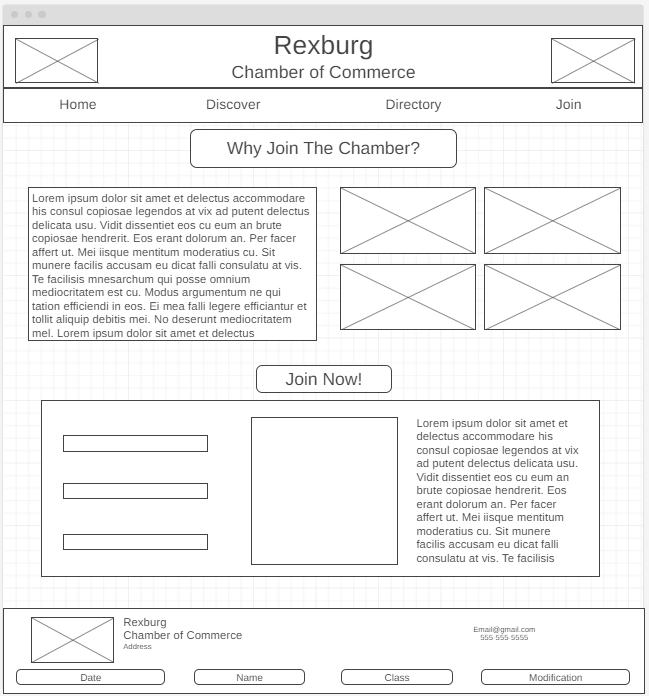 Rexburg
Chamber of Commerce
Home Discover Directory Join
Why Join The Chamber?
Lorem ipsum dolor sit amet et delectus accommodare
his consul copiosae legendos at vix ad putent delectus
delicata usu. Vidit dissentiet eos cu eum an brute
copiosae hendrerit. Eos erant dolorum an. Per facer
affert ut. Mei iisque mentitum moderatius cu. Sit
munere facilis accusam eu dicat falli consulatu at vis.
Te facilisis mnesarchum qui posse omnium
mediocritatem est cu. Modus argumentum ne qui
tation efficiendi in eos. Ei mea falli legere efficiantur et
tollit aliquip debitis mei. No deserunt mediocritatem
mel. Lorem ipsum dolor sit amet et delectus
Join Now!
Lorem ipsum dolor sit amet et
delectus accommodare his
consul copiosae legendos at vix
ad putent delectus delicata usu.
Vidit dissentiet eos cu eum an
brute copiosae hendrerit. Eos
erant dolorum an. Per facer
affert ut. Mei iisque mentitum
moderatius cu. Sit munere
facilis accusam eu dicat falli
consulatu at vis. Te facilisis
Rexburg
Chamber of Commerce
Address
Email@gmail.com
555 555 5555
Date Name Class Modification